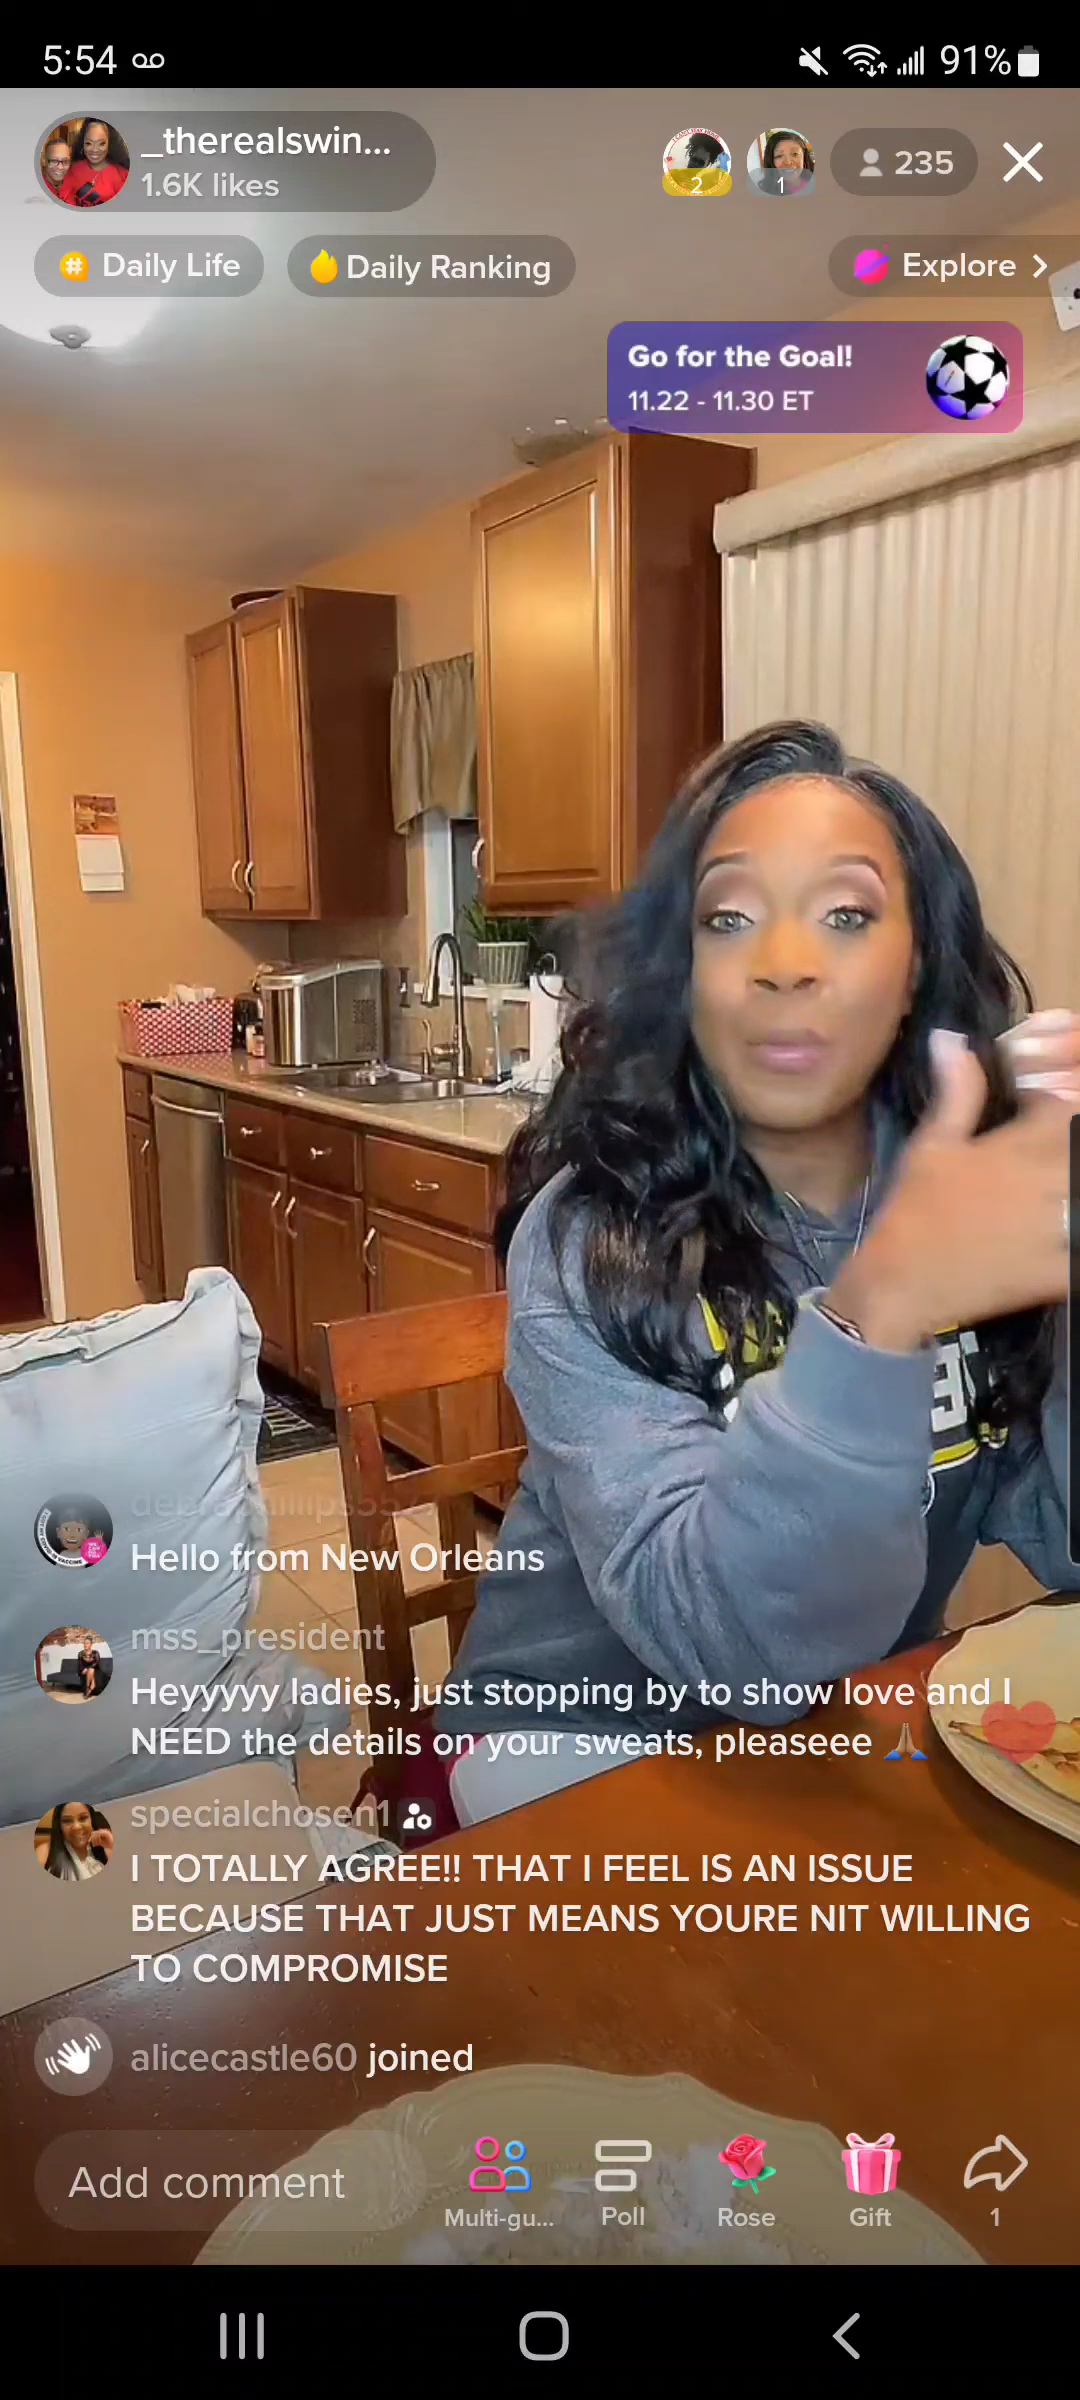 5:54
91%
_therealswin...
1.6K likes
2
1
235
Daily Life
Daily Ranking
Explore >
Go for the Goal!
11.22 - 11.30 ET
Hello from New Orleans
mss_president
Heyyyyy ladies, just stopping by to show love and I
NEED the details on your sweats, pleaseee 🙏🏽
specialchosen1
I TOTALLY AGREE!! THAT I FEEL IS AN ISSUE
BECAUSE THAT JUST MEANS YOURE NIT WILLING
TO COMPROMISE
alicecastle60 joined
Add comment
Multi-gu...
Poll
Rose
Gift
1